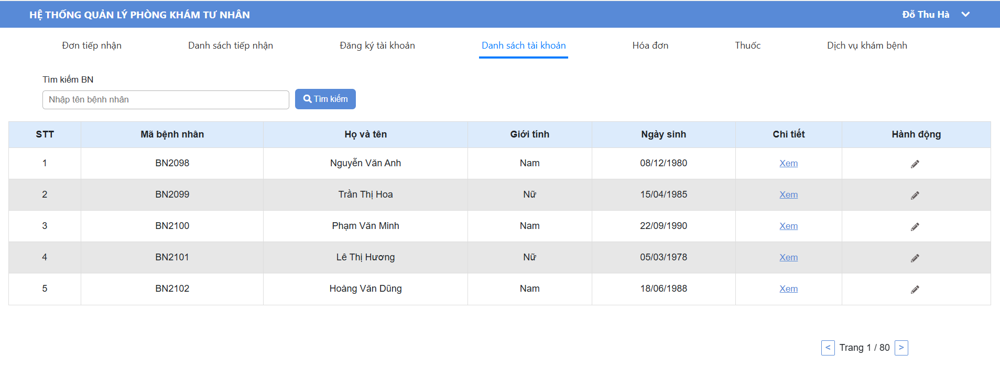 HỆ THỐNG QUẢN LÝ PHÒNG KHÁM TƯ NHÂN Đỗ Thu Hà
Đơn tiếp nhận Danh sách tiếp nhận Đăng ký tài khoản Danh sách tài khoản Hóa đơn Thuốc Dịch vụ khám bệnh
Tìm kiếm BN
Nhập tên bệnh nhân Tìm kiếm
STT Mã bệnh nhân Họ và tên Giới tính Ngày sinh Chi tiết Hành động
1 BN2098 Nguyễn Văn Anh Nam 08/12/1980 Xem
2 BN2099 Trần Thị Hoa Nữ 15/04/1985 Xem
3 BN2100 Phạm Văn Minh Nam 22/09/1990 Xem
4 BN2101 Lê Thị Hương Nữ 05/03/1978 Xem
5 BN2102 Hoàng Văn Dũng Nam 18/06/1988 Xem
< Trang 1 / 80 >